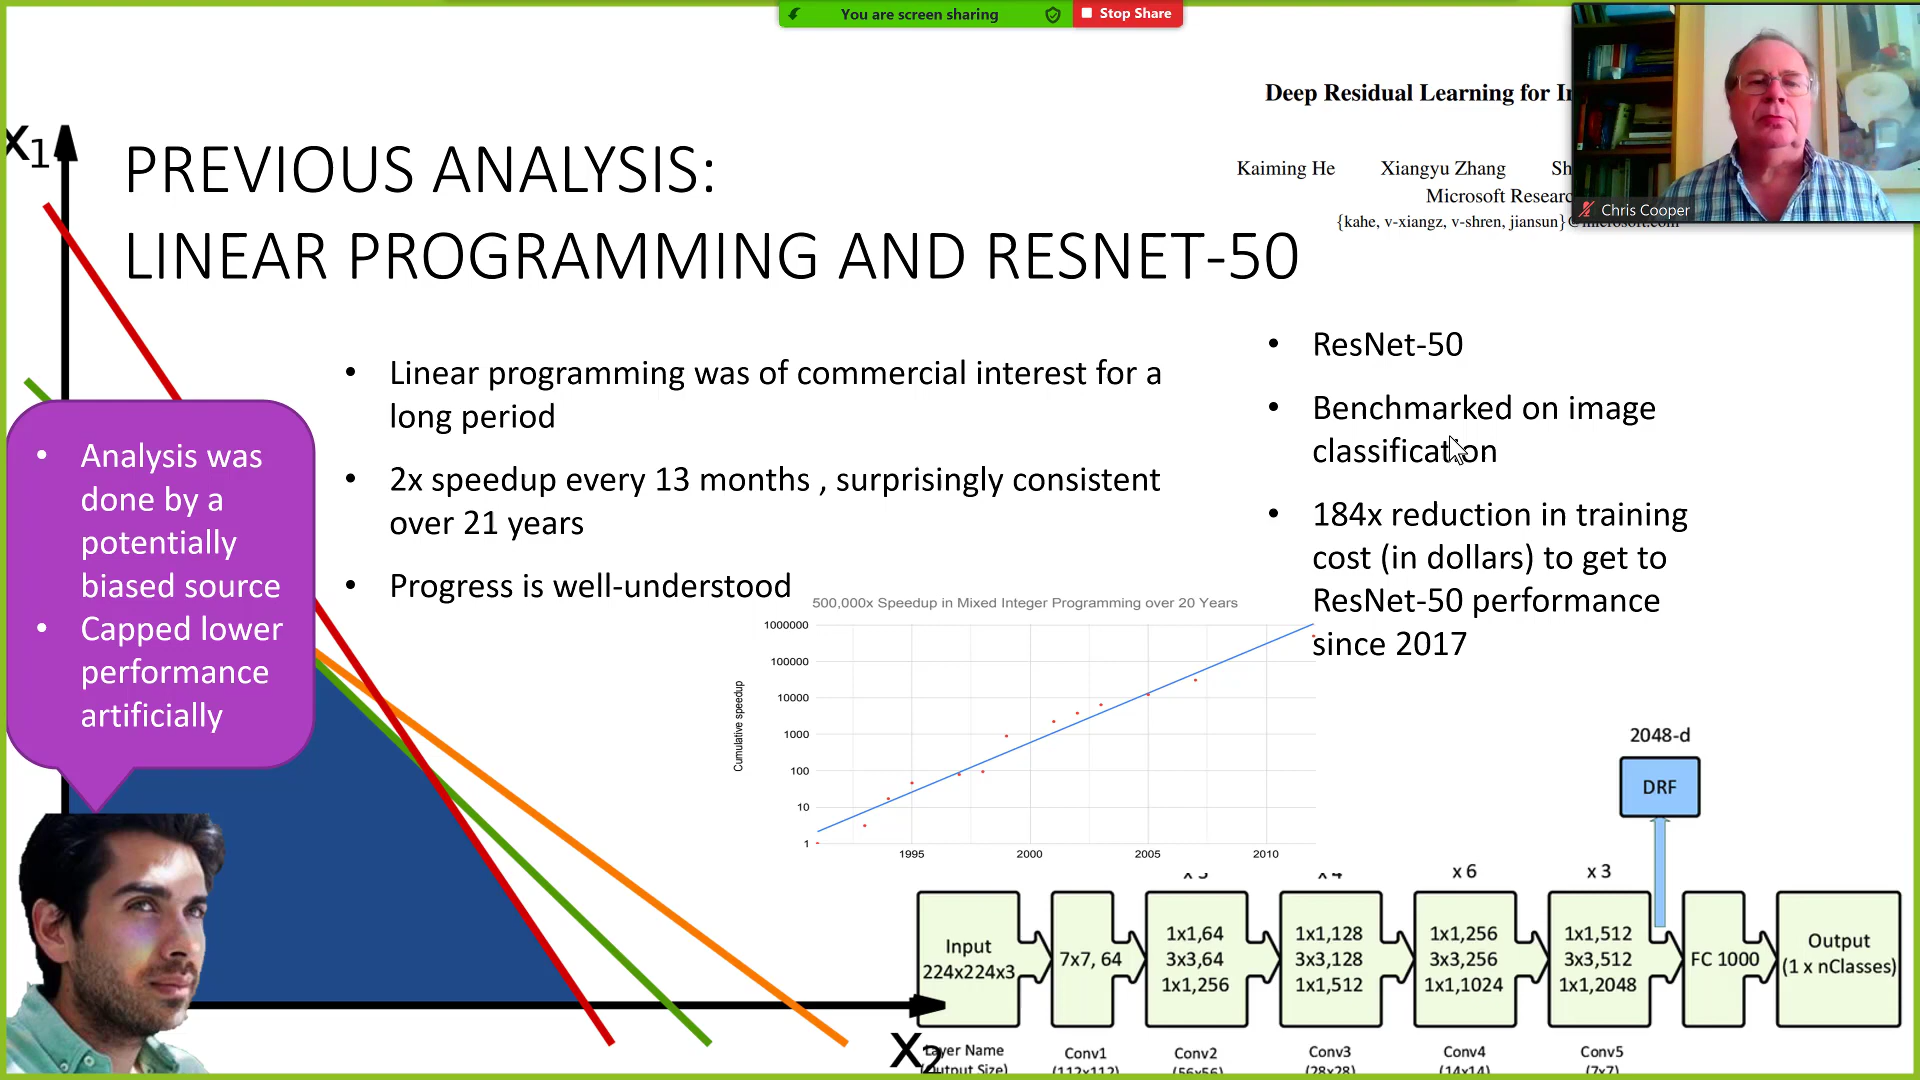 You are screen sharing
Stop Share
Deep Residual Learning for
Kaiming He Xiangyu Zhang
Microsoft Research
{kahe, v-xiangz, v-shren, jiansun}@microsoft.com
Chris Cooper
x1
PREVIOUS ANALYSIS:
LINEAR PROGRAMMING AND RESNET-50
• Linear programming was of commercial interest for a
long period
• 2x speedup every 13 months , surprisingly consistent
over 21 years
• Progress is well-understood
• ResNet-50
• Benchmarked on image
classification
• 184x reduction in training
cost (in dollars) to get to
ResNet-50 performance
since 2017
• Analysis was
done by a
potentially
biased source
• Capped lower
performance
artificially
500,000x Speedup in Mixed Integer Programming over 20 Years
Cumulative speedup
1000000
100000
10000
1000
100
10
1
1995 2000 2005 2010
2048-d
DRF
x 3 x 4 x 6 x 3
Input
224x224x3
7x7, 64
1x1,64
3x3,64
1x1,256
1x1,128
3x3,128
1x1,512
1x1,256
3x3,256
1x1,1024
1x1,512
3x3,512
1x1,2048
FC 1000
Output
(1 x nClasses)
x2
Layer Name Conv1 Conv2 Conv3 Conv4 Conv5
(Output Size) (112x112) (56x56) (28x28) (14x14) (7x7)